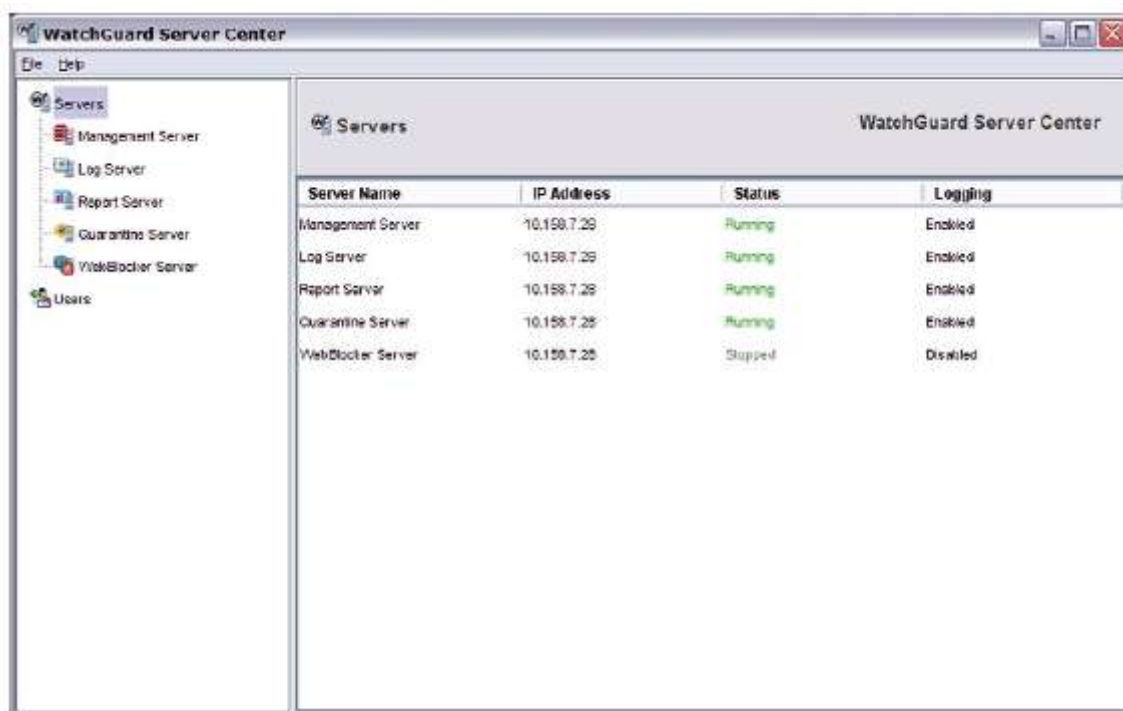 WatchGuard Server Center
File Help
Servers
Management Server
Log Server
Report Server
Quarantine Server
WebBlocker Server
Users
Servers WatchGuard Server Center
Server Name IP Address Status Logging
Management Server 10.158.7.28 Running Enabled
Log Server 10.158.7.28 Running Enabled
Report Server 10.158.7.28 Running Enabled
Quarantine Server 10.158.7.28 Running Enabled
WebBlocker Server 10.158.7.28 Stopped Disabled